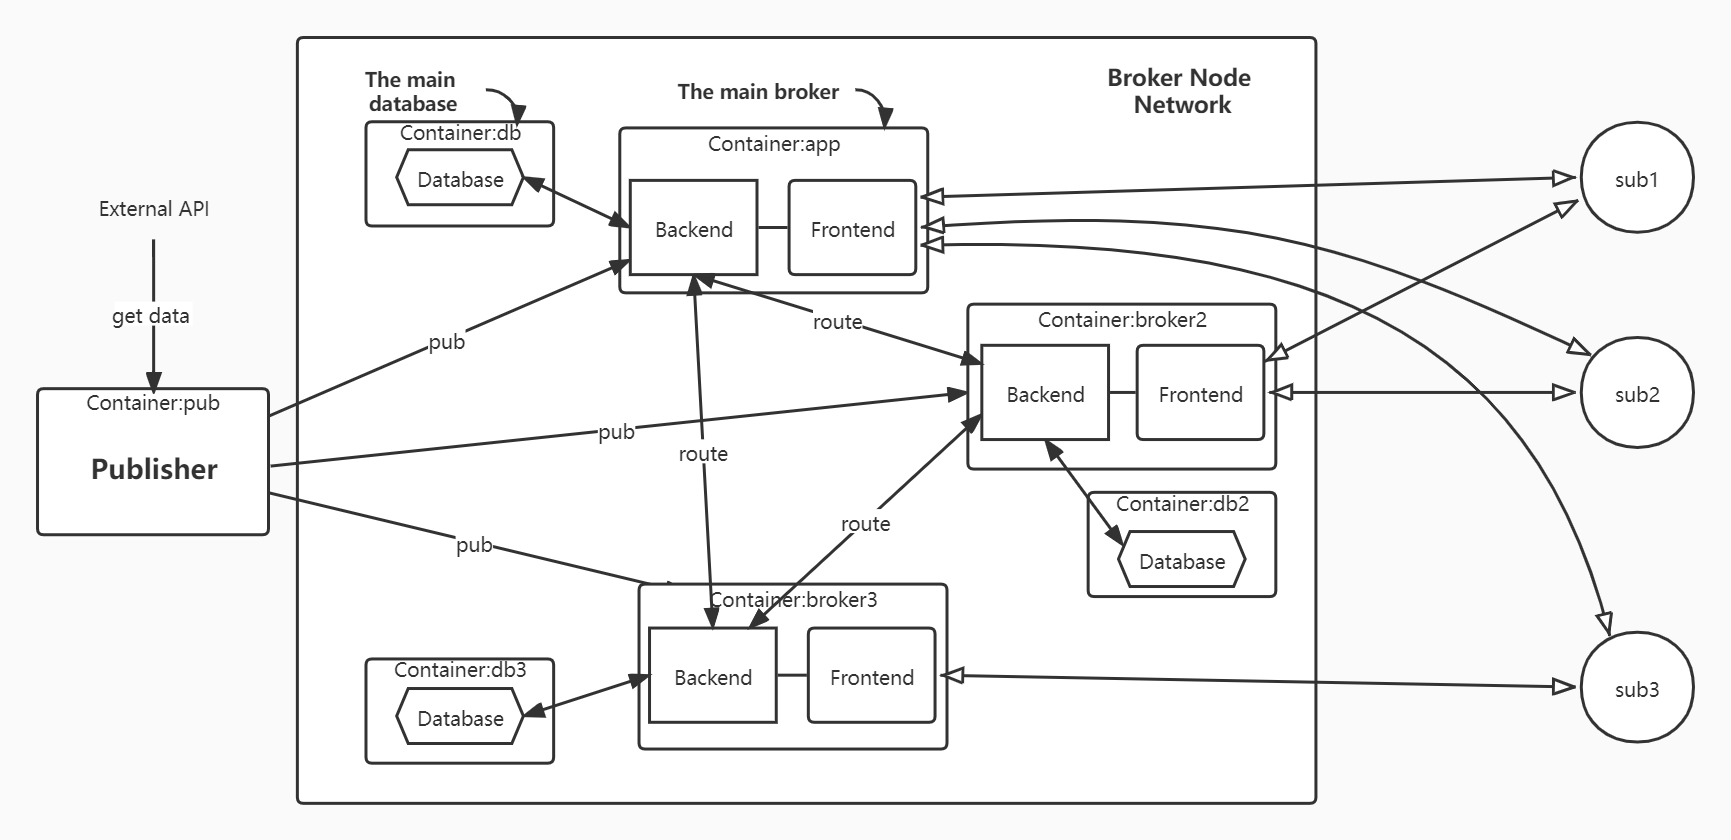 The main
database
The main broker
Broker Node
Network
Container:db
Database
Container:app
Backend
Frontend
sub1
External API
get data
pub
route
Container:broker2
Backend
Frontend
sub2
Container:pub
Publisher
pub
route
route
Container:db2
Database
pub
Container:broker3
Backend
Frontend
Container:db3
Database
sub3